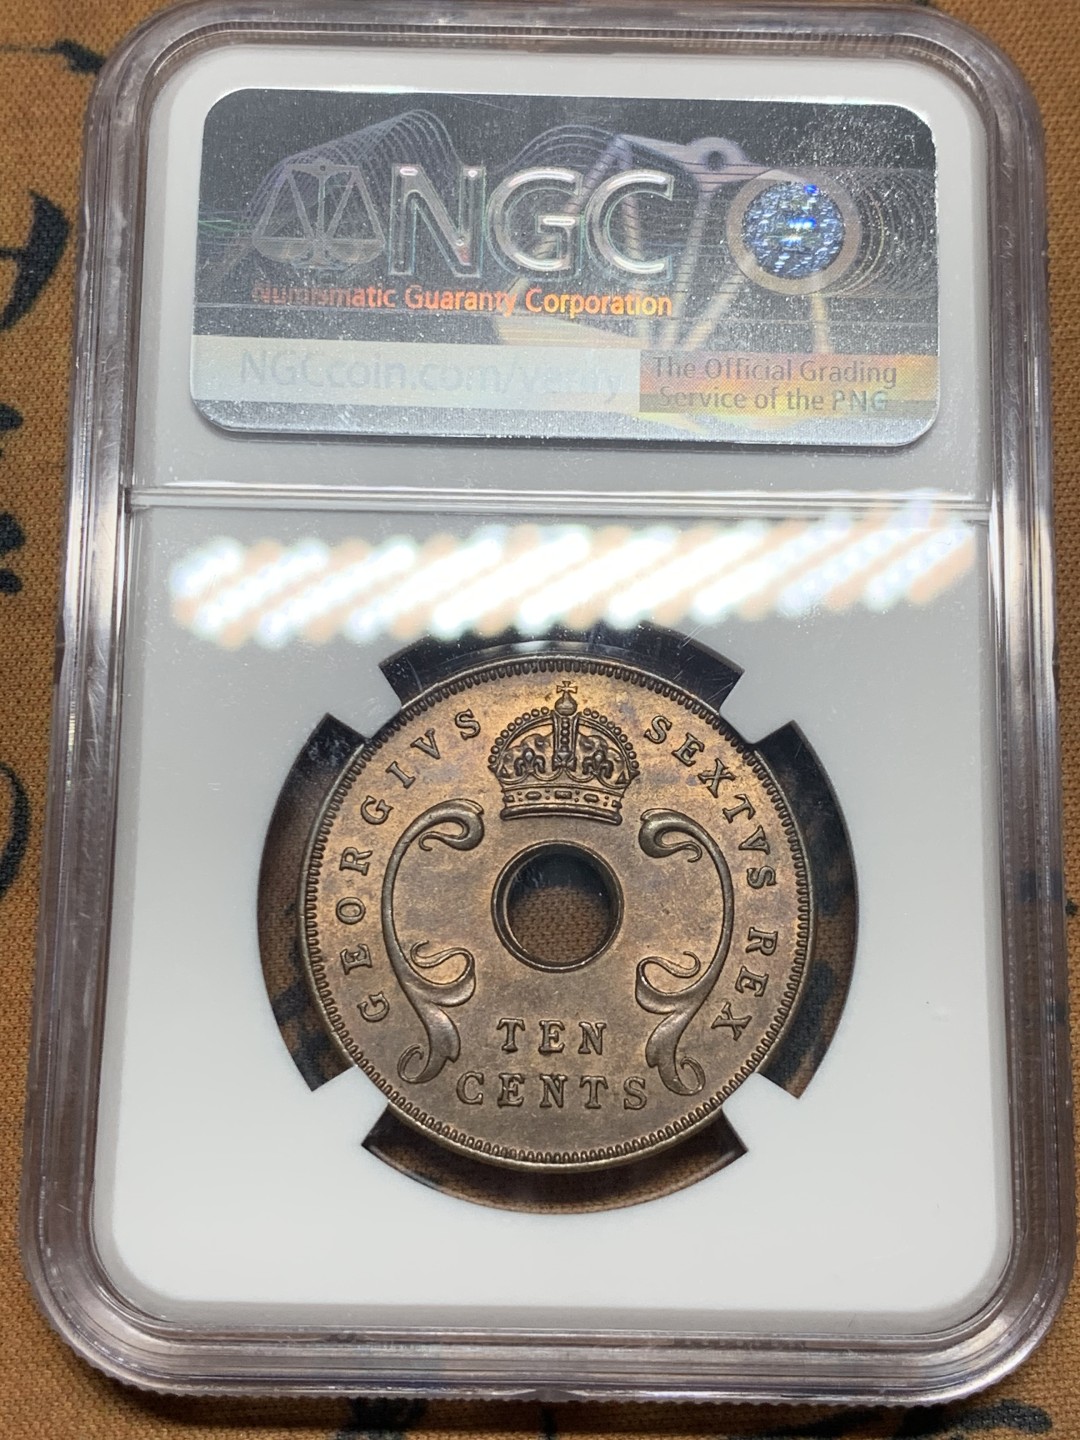 NGC
Numismatic Guaranty Corporation
NGCcoin.com/verify
The Official Grading
Service of the PNG
GEORGIVS SEXTVS REX
TEN
CENTS